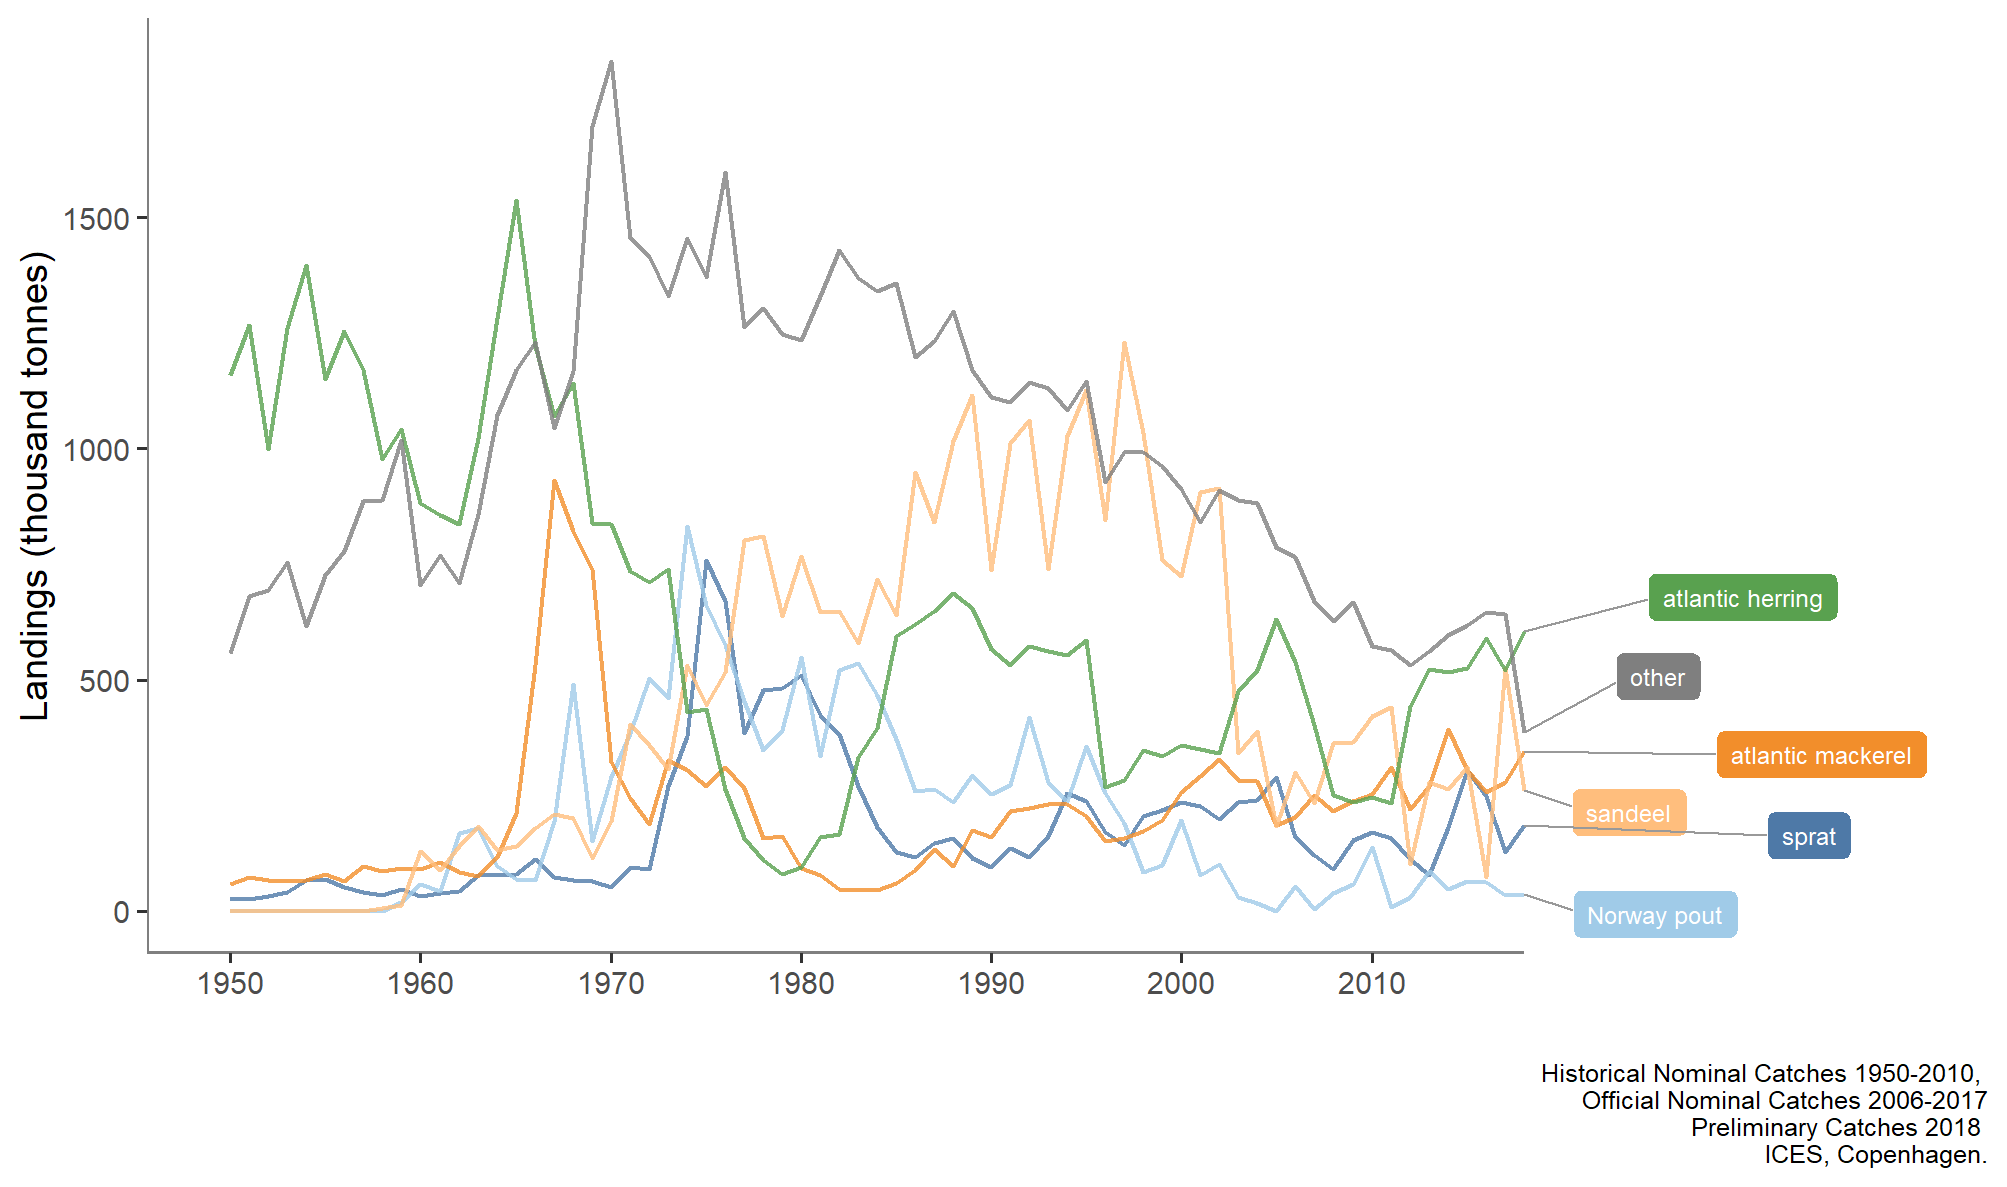 Landings (thousand tonnes)
1500
1000
500
0
1950
1960
1970
1980
1990
2000
2010
atlantic herring
other
atlantic mackerel
sandeel
sprat
Norway pout
Historical Nominal Catches 1950-2010,
Official Nominal Catches 2006-2017
Preliminary Catches 2018
ICES, Copenhagen.